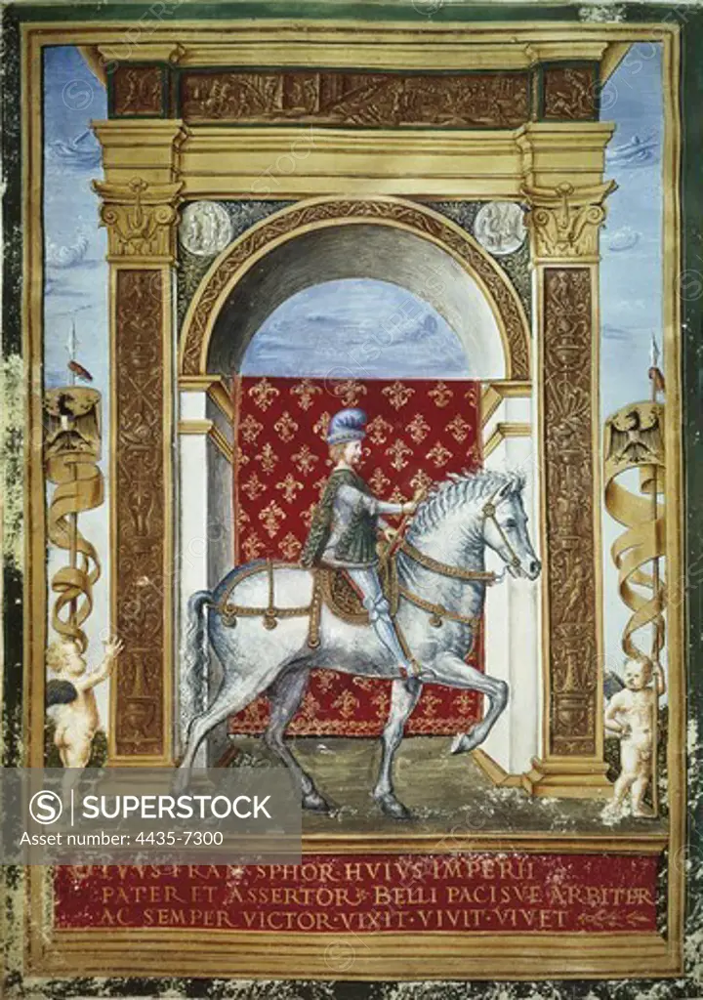 SPHOR HVIVS IMPERII
PATER ET ASSERTOR BELLI PACISVE ARBITER
AC SEMPER VICTOR·VIXIT·VIVIT·VIVET
SUPERSTOCK
Asset number: 4435-7300